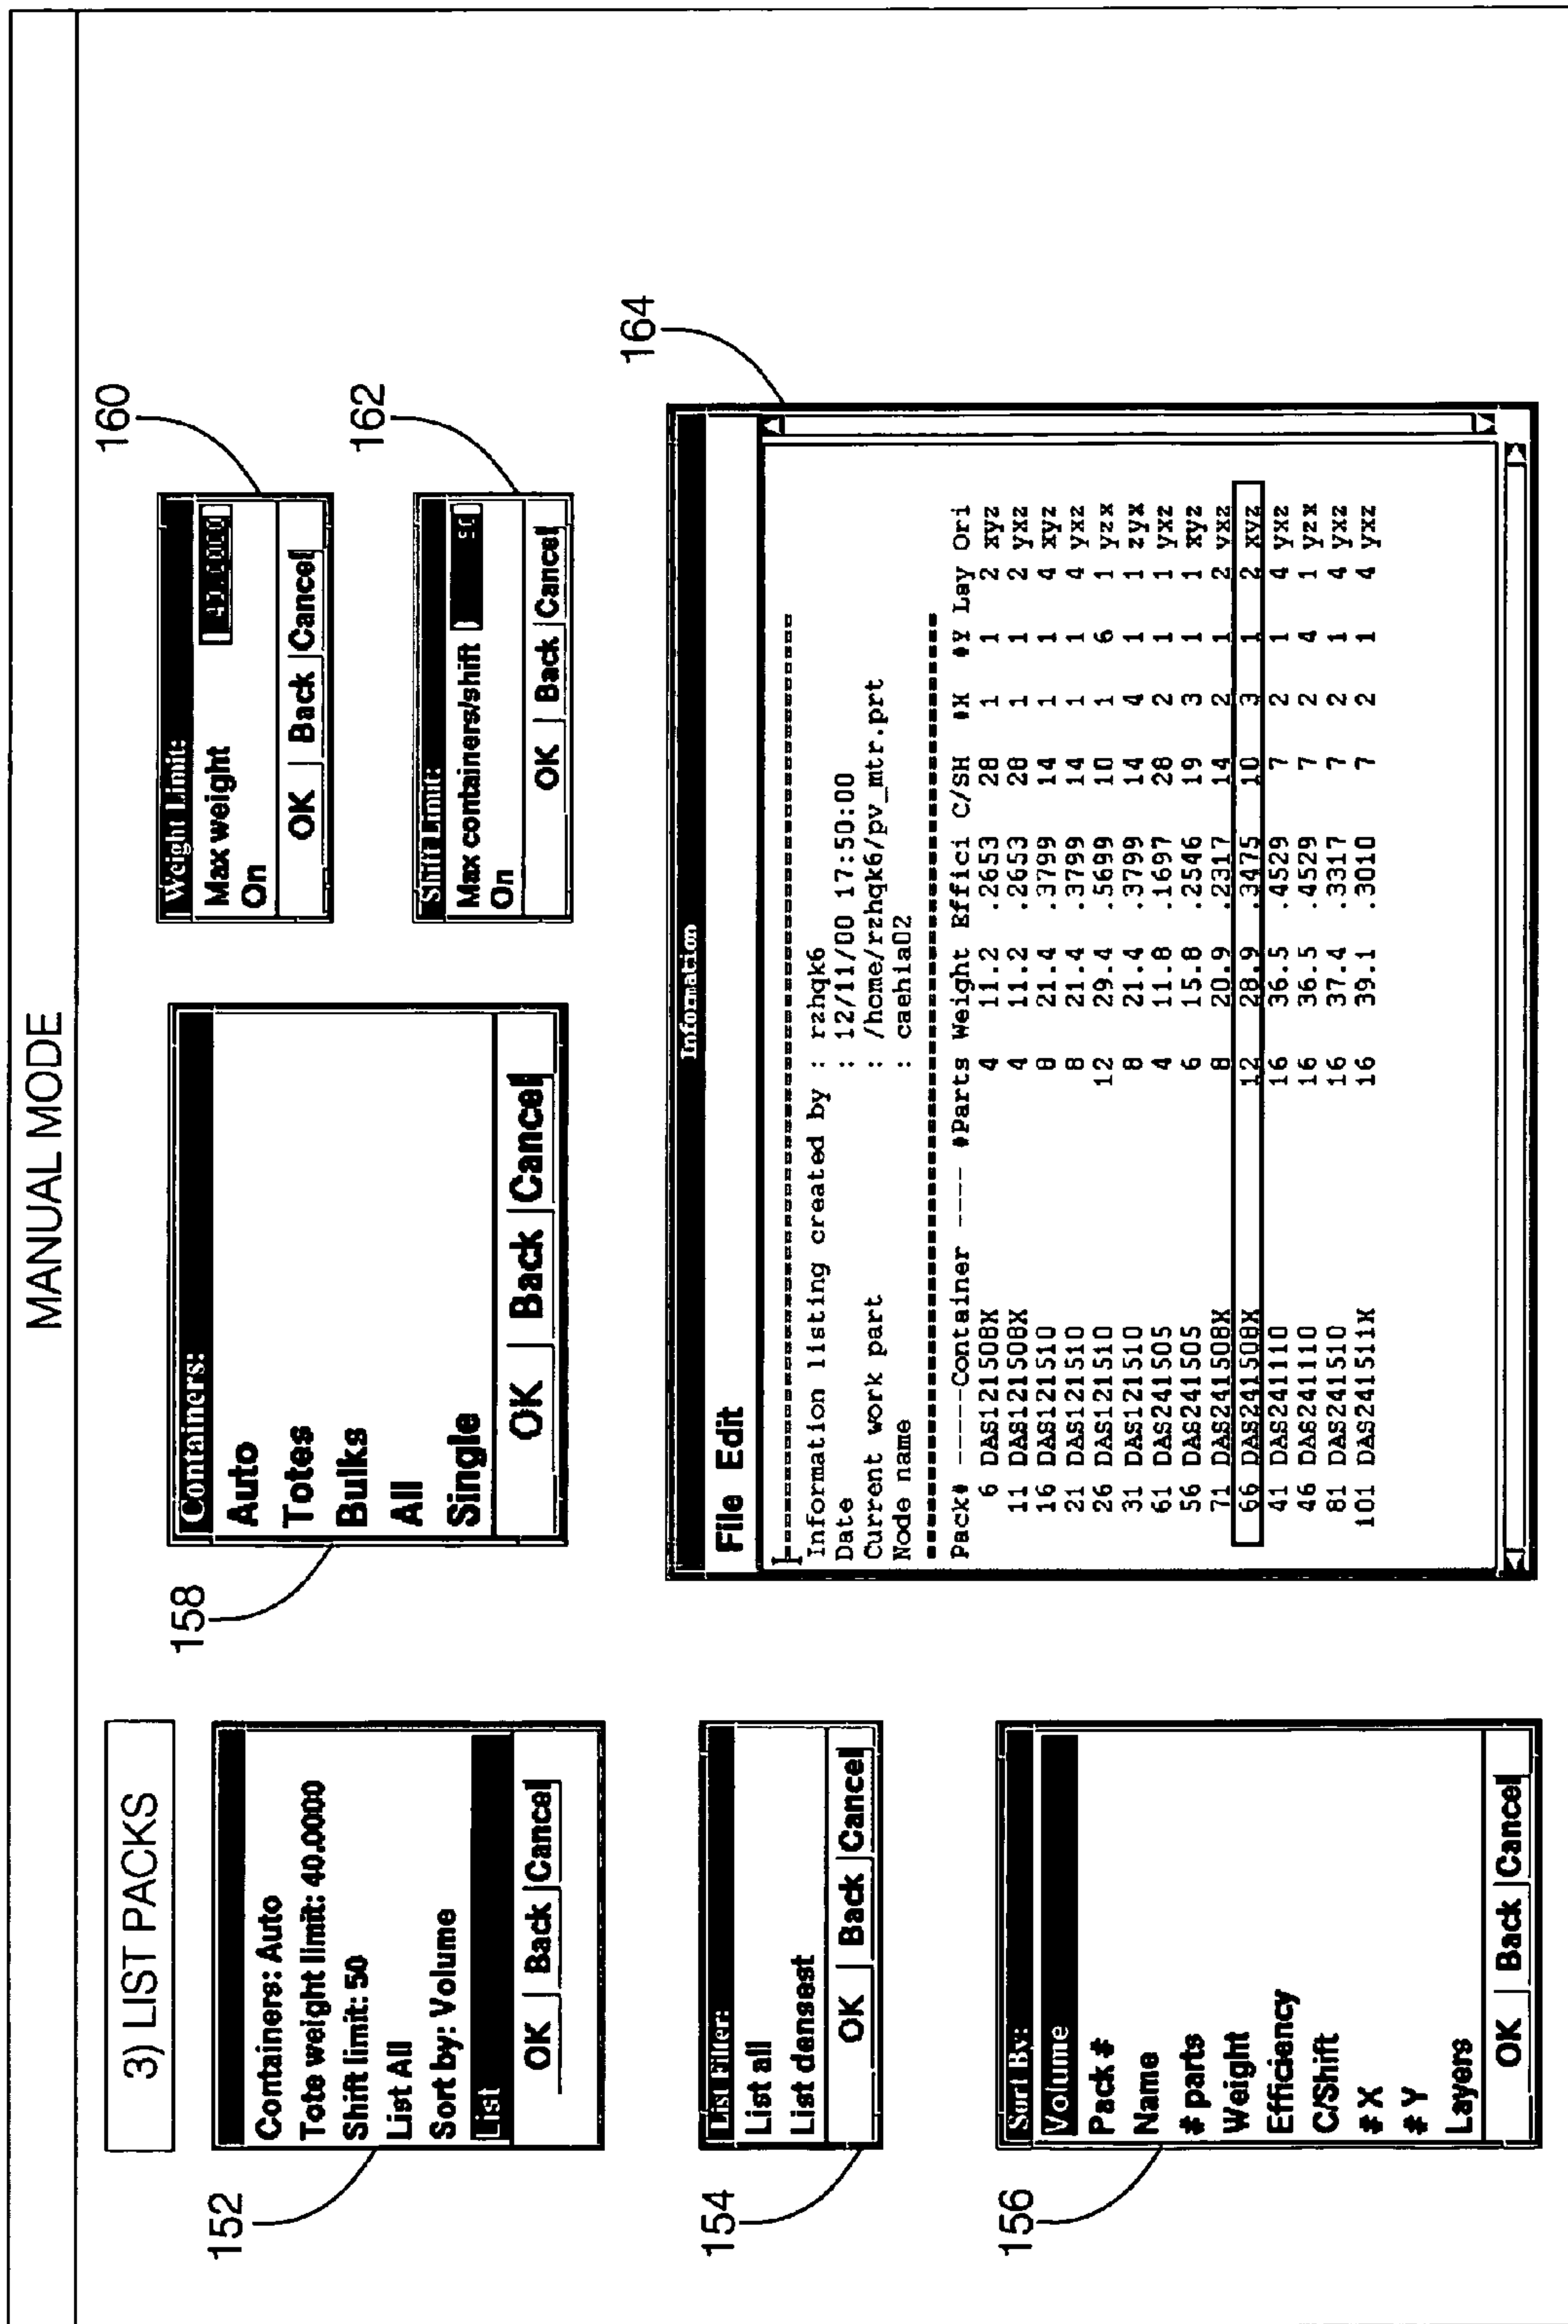 MANUAL MODE
3) LIST PACKS
152
Containers: Auto
Tote weight limit: 40.0000
Shift limit: 50
List All
Sort by: Volume
List
OK Back Cancel
154
List Filter:
List all
List densest
OK Back Cancel
156
Sort By:
Volume
Pack #
Name
# parts
Weight
Efficiency
C/Shift
# X
# Y
Layers
OK Back Cancel
158
Containers:
Auto
Totes
Bulks
All
Single
OK Back Cancel
160
Weight Limit:
Max weight 40.0000
On
OK Back Cancel
162
Shift Limit:
Max containers/shift 50
On
OK Back Cancel
164
Information
File Edit
============================================================
Information listing created by : rzhqk6
Date : 12/11/00 17:50:00
Current work part : /home/rzhqk6/pv_mtr.prt
Node name : caehia02
============================================================
Pack# -----Container ---- #Parts Weight Effici C/SH #X #Y Lay Ori
6 DAS121508X 4 11.2 .2653 28 1 1 2 xyz
11 DAS121508X 4 11.2 .2653 28 1 1 2 yxz
16 DAS121510 8 21.4 .3799 14 1 1 4 xyz
21 DAS121510 8 21.4 .3799 14 1 1 4 yxz
26 DAS121510 12 29.4 .5699 10 1 6 1 yzx
31 DAS121510 8 21.4 .3799 14 4 1 1 zyx
61 DAS241505 4 11.8 .1697 28 2 1 1 yxz
56 DAS241505 6 15.8 .2546 19 3 1 1 xyz
71 DAS241508X 8 20.9 .2317 14 2 1 2 yxz
66 DAS241508X 12 28.9 .3475 10 3 1 2 xyz
41 DAS241110 16 36.5 .4529 7 2 1 4 yxz
46 DAS241110 16 36.5 .4529 7 2 4 1 yzx
81 DAS241510 16 37.4 .3317 7 2 1 4 yxz
101 DAS241511X 16 39.1 .3010 7 2 1 4 yxz